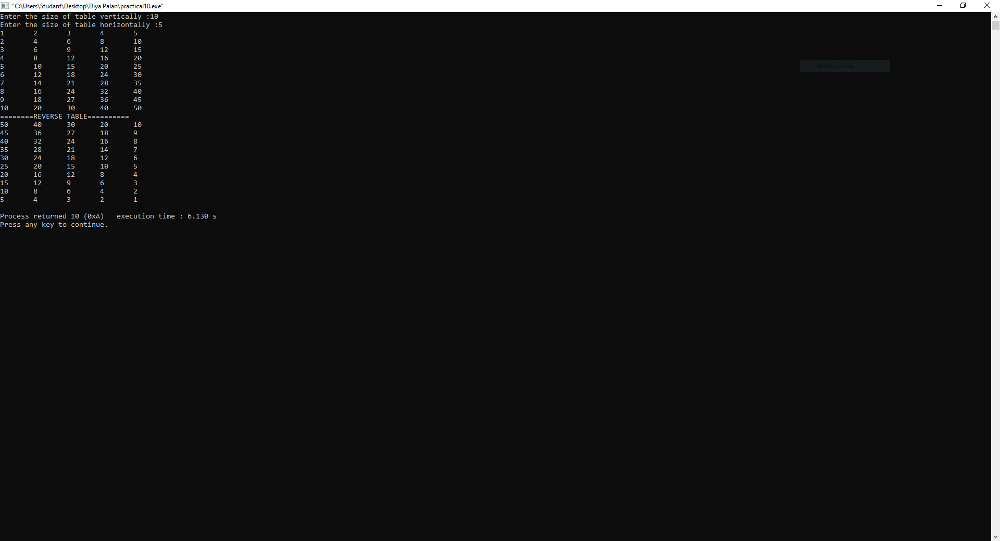 "C:\Users\Studant\Desktop\Diya Palan\practical18.exe"
Enter the size of table vertically :10
Enter the size of table horizontally :5
1 2 3 4 5
2 4 6 8 10
3 6 9 12 15
4 8 12 16 20
5 10 15 20 25
6 12 18 24 30
7 14 21 28 35
8 16 24 32 40
9 18 27 36 45
10 20 30 40 50
========REVERSE TABLE==========
50 40 30 20 10
45 36 27 18 9
40 32 24 16 8
35 28 21 14 7
30 24 18 12 6
25 20 15 10 5
20 16 12 8 4
15 12 9 6 3
10 8 6 4 2
5 4 3 2 1
Process returned 10 (0xA)   execution time : 6.130 s
Press any key to continue.
Window Snip